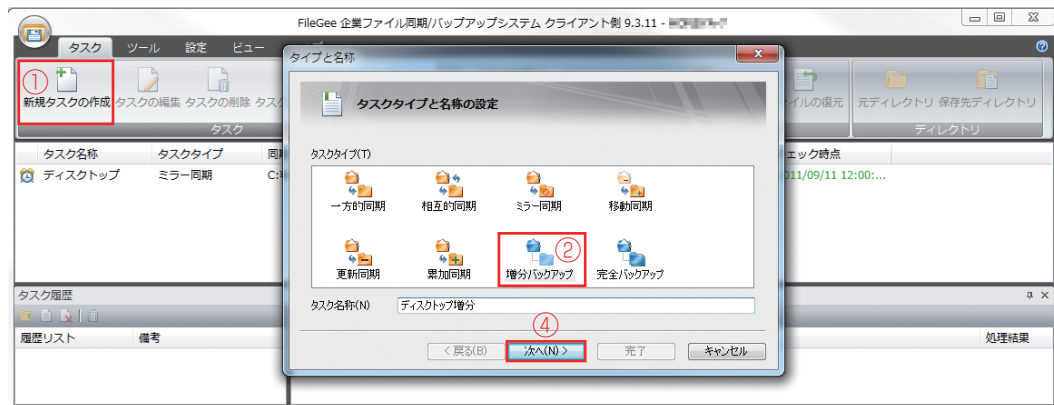 FileGee 企業ファイル同期/バップアップシステム クライアント側 9.3.11 -
タスク ツール 設定 ビュー
①
新規タスクの作成 タスクの編集 タスクの削除 タスク
イルの復元 元ディレクトリ 保存先ディレクトリ
タスク
ディレクトリ
タスク名称 タスクタイプ 同期
ェック時点
ディスクトップ ミラー同期 C:
011/09/11 12:00:...
タイプと名称
タスクタイプと名称の設定
タスクタイプ(T)
一方的同期 相互的同期 ミラー同期 移動同期
②
更新同期 累加同期 増分バックアップ 完全バックアップ
タスク名称(N) ディスクトップ増分
④
< 戻る(B) 次へ(N) > 完了 キャンセル
タスク履歴
履歴リスト 備考 処理結果